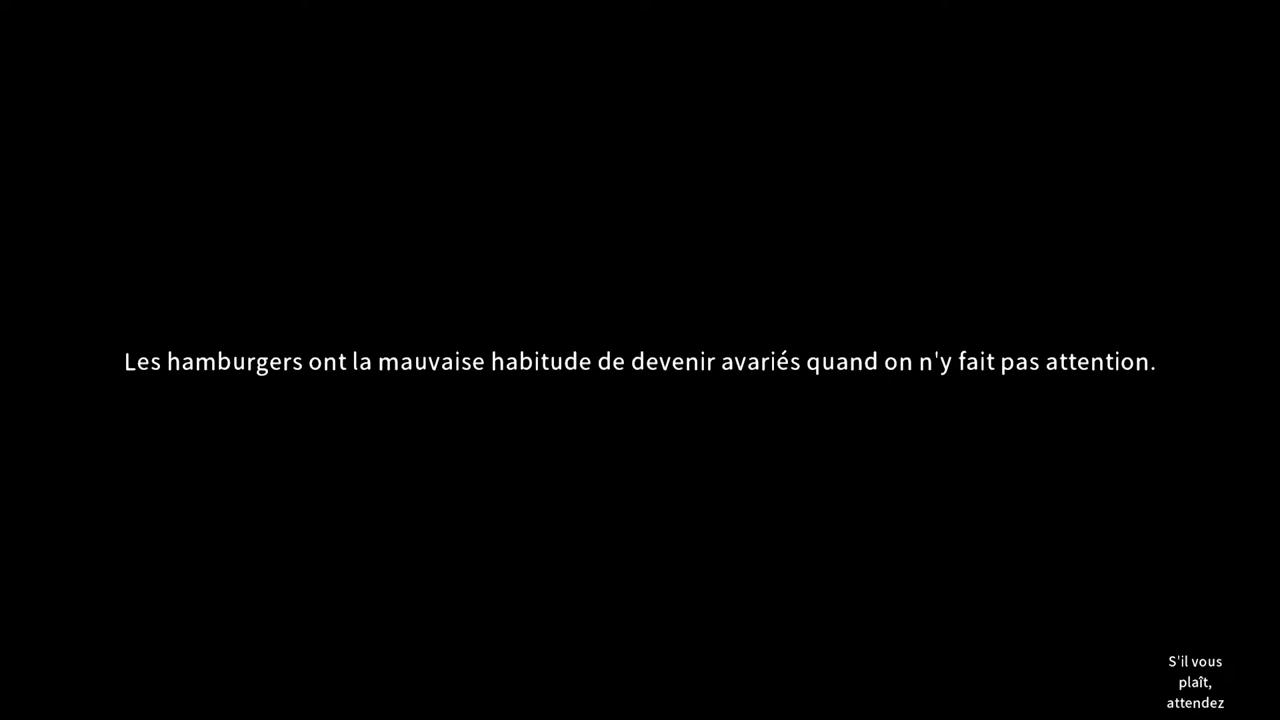 Les hamburgers ont la mauvaise habitude de devenir avariés quand on n'y fait pas attention.
S'il vous
plaît,
attendez